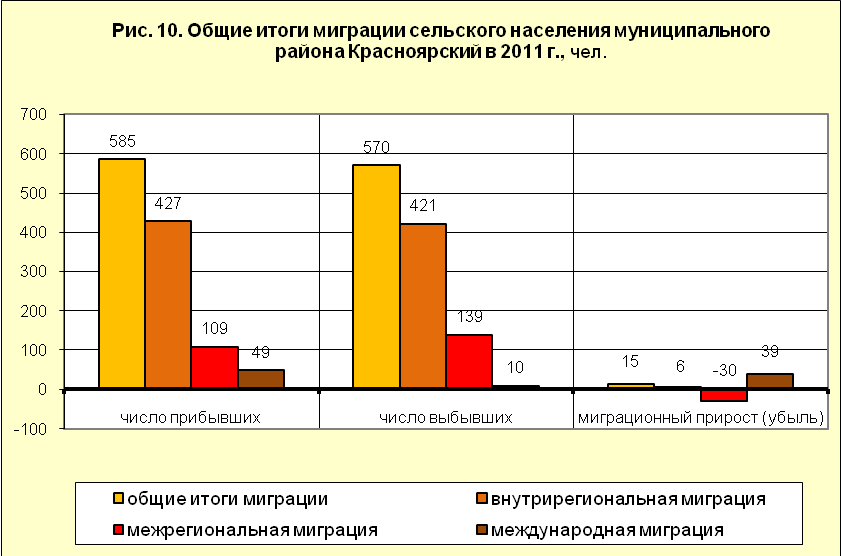 Рис. 10. Общие итоги миграции сельского населения муниципального
района Красноярский в 2011 г., чел.
700
600
500
400
300
200
100
0
-100
585
427
109
49
570
421
139
10
15
6
-30
39
число прибывших
число выбывших
миграционный прирост (убыль)
общие итоги миграции
внутрирегиональная миграция
межрегиональная миграция
международная миграция